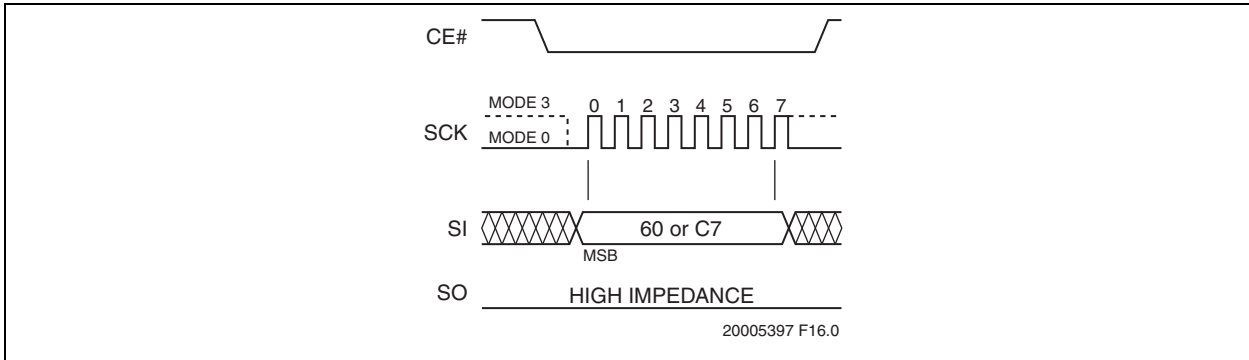 CE#
MODE 3 0 1 2 3 4 5 6 7
SCK
MODE 0
SI 60 or C7
MSB
SO HIGH IMPEDANCE
20005397 F16.0